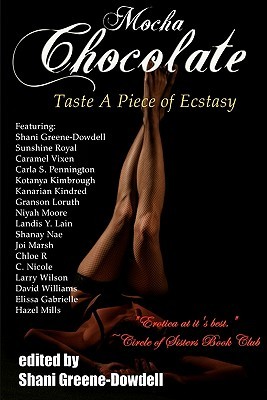 Mocha
Chocolate
Taste A Piece of Ecstasy
Featuring:
Shani Greene-Dowdell
Sunshine Royal
Caramel Vixen
Carla S. Pennington
Kotanya Kimbrough
Kanarian Kindred
Granson Loruth
Niyah Moore
Landis Y. Lain
Shanay Nae
Joi Marsh
Chloe R
C. Nicole
Larry Wilson
David Williams
Elissa Gabrielle
Hazel Mills
"Erotica at it's best."
~Circle of Sisters Book Club
edited by
Shani Greene-Dowdell